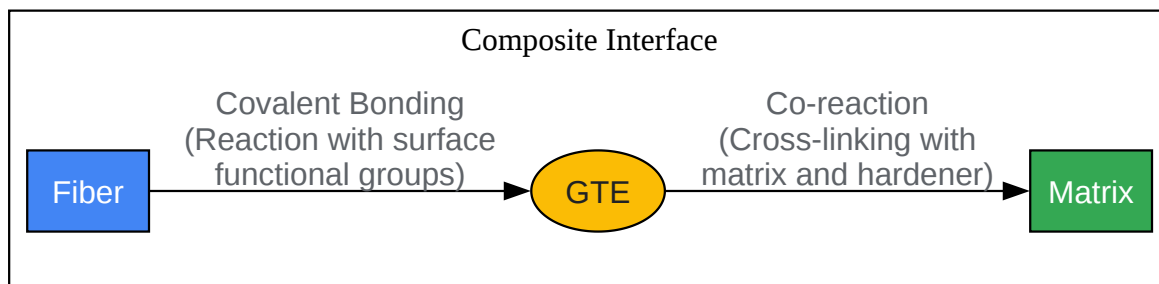 Composite Interface
Covalent Bonding
(Reaction with surface
functional groups)
Co-reaction
(Cross-linking with
matrix and hardener)
Fiber
GTE
Matrix